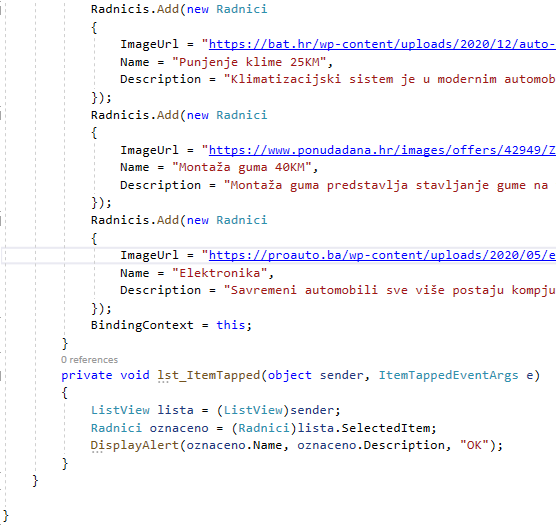 Radnicis.Add(new Radnici
{
ImageUrl = "https://bat.hr/wp-content/uploads/2020/12/auto-
Name = "Punjenje klime 25KM",
Description = "Klimatizacijski sistem je u modernim automob
});
Radnicis.Add(new Radnici
{
ImageUrl = "https://www.ponudadana.hr/images/offers/42949/Z
Name = "Montaža guma 40KM",
Description = "Montaža guma predstavlja stavljanje gume na
});
Radnicis.Add(new Radnici
{
ImageUrl = "https://proauto.ba/wp-content/uploads/2020/05/e
Name = "Elektronika",
Description = "Savremeni automobili sve više postaju kompju
});
BindingContext = this;
}
0 references
private void lst_ItemTapped(object sender, ItemTappedEventArgs e)
{
ListView lista = (ListView)sender;
Radnici oznaceno = (Radnici)lista.SelectedItem;
DisplayAlert(oznaceno.Name, oznaceno.Description, "OK");
}
}
}